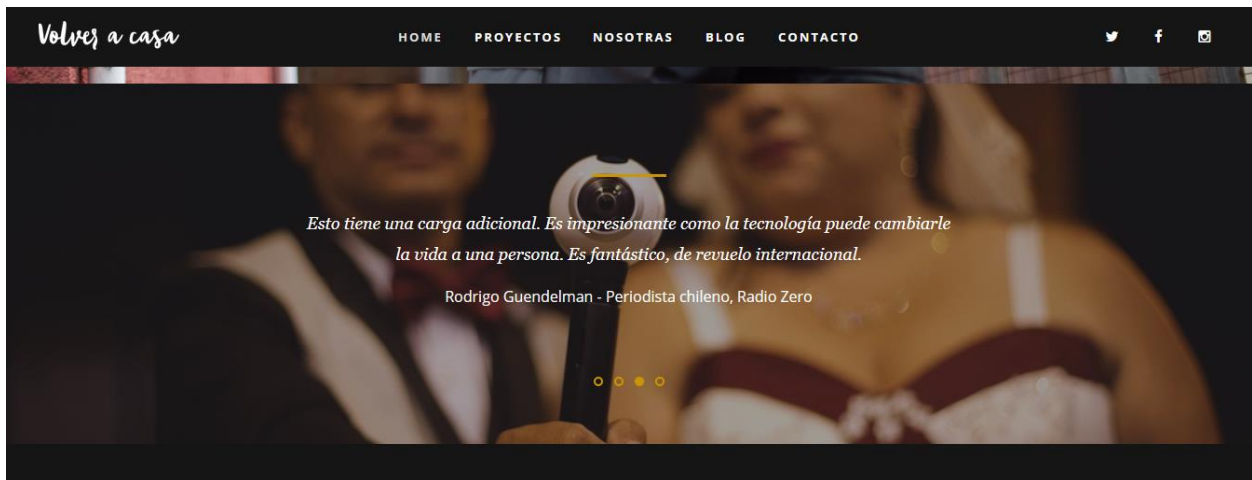 Volver a casa
HOME PROYECTOS NOSOTRAS BLOG CONTACTO
Esto tiene una carga adicional. Es impresionante como la tecnología puede cambiarle
la vida a una persona. Es fantástico, de revuelo internacional.
Rodrigo Guendelman - Periodista chileno, Radio Zero